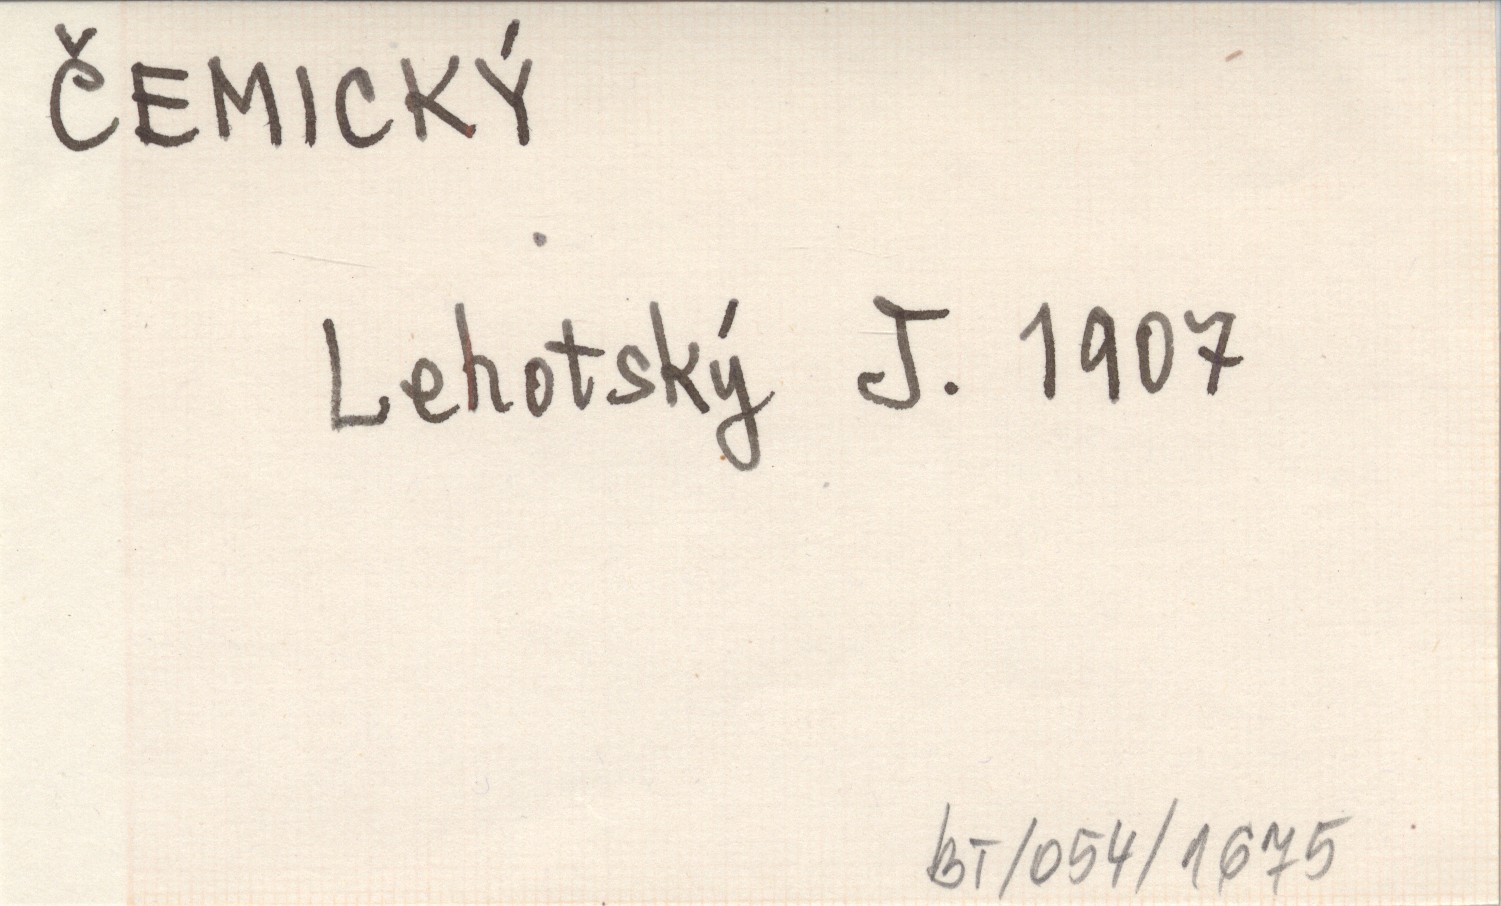 ČEMICKÝ
Lehotský J. 1907
BT/054/1675